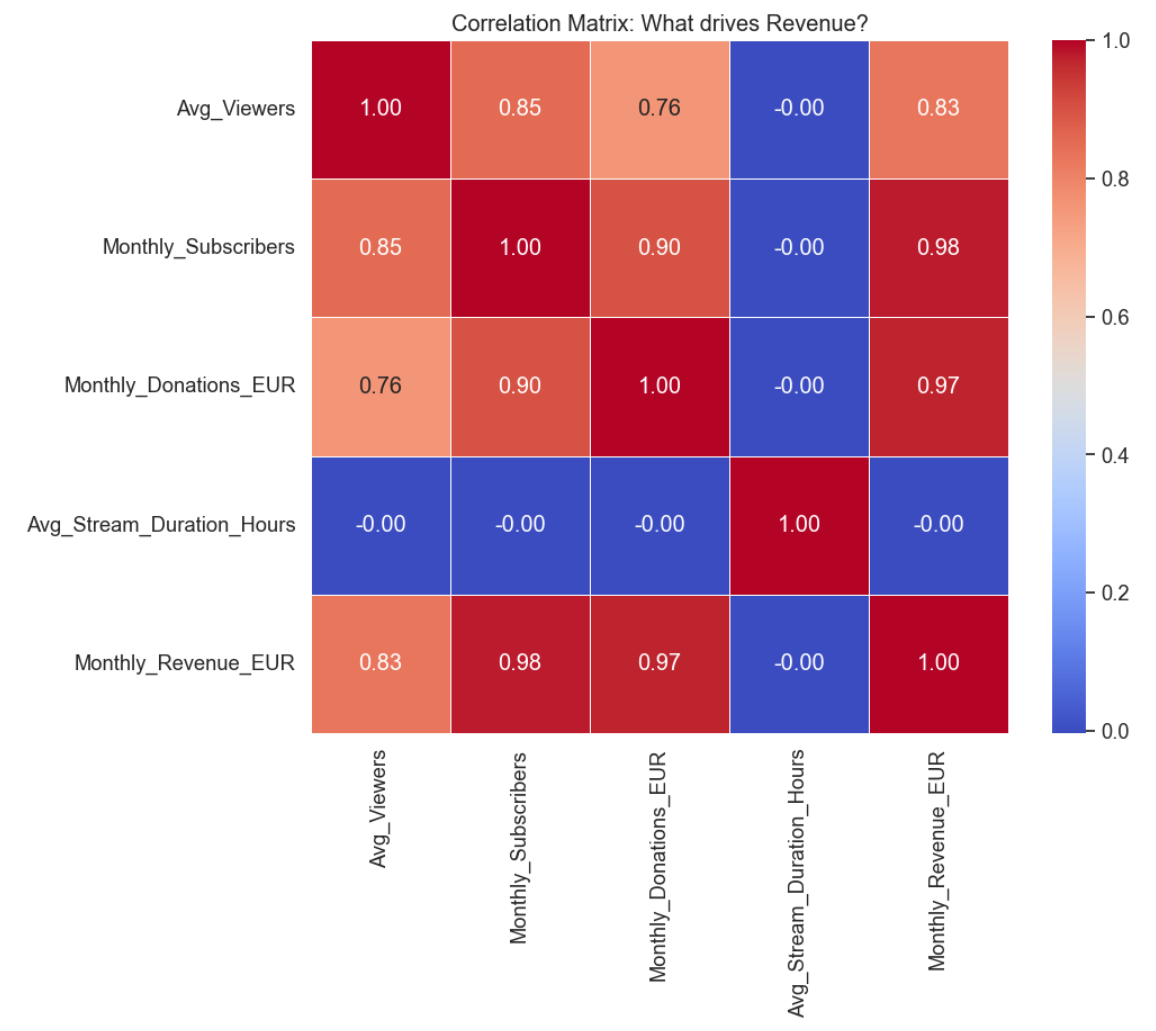 Correlation Matrix: What drives Revenue?
Avg_Viewers 1.00 0.85 0.76 -0.00 0.83
Monthly_Subscribers 0.85 1.00 0.90 -0.00 0.98
Monthly_Donations_EUR 0.76 0.90 1.00 -0.00 0.97
Avg_Stream_Duration_Hours -0.00 -0.00 -0.00 1.00 -0.00
Monthly_Revenue_EUR 0.83 0.98 0.97 -0.00 1.00
Avg_Viewers
Monthly_Subscribers
Monthly_Donations_EUR
Avg_Stream_Duration_Hours
Monthly_Revenue_EUR
1.0
0.8
0.6
0.4
0.2
0.0